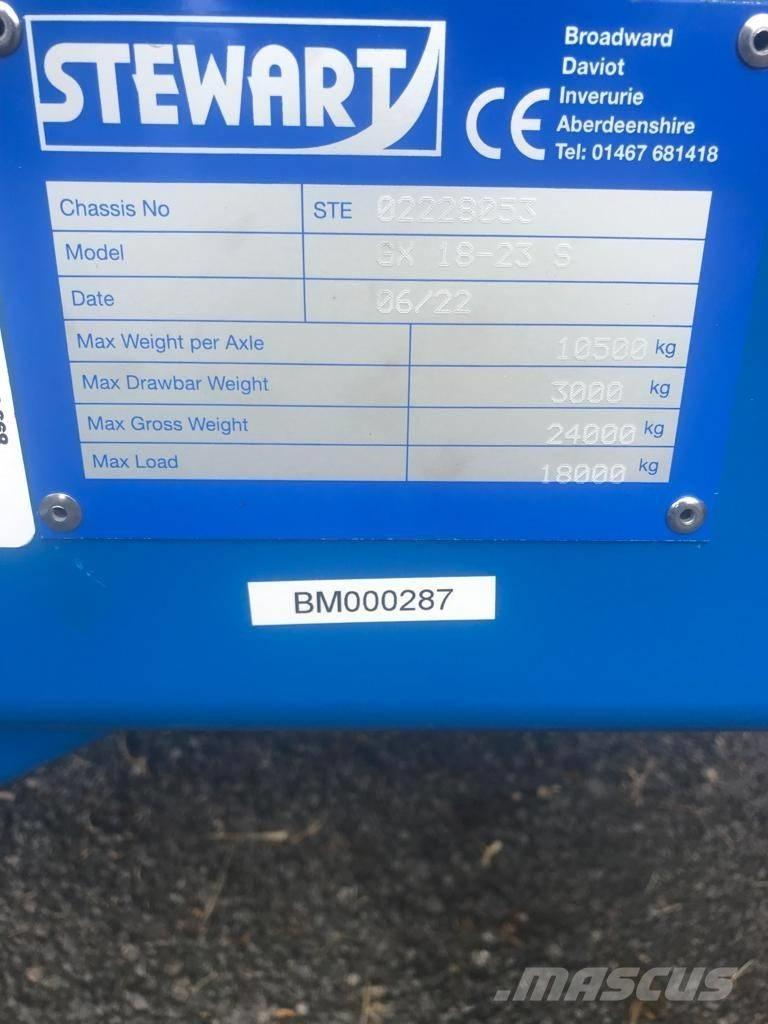 STEWART
CE
Broadward
Daviot
Inverurie
Aberdeenshire
Tel: 01467 681418
Chassis No STE 02228053
Model GX 18-23 S
Date 06/22
Max Weight per Axle 10500 kg
Max Drawbar Weight 3000 kg
Max Gross Weight 24000 kg
Max Load 18000 kg
BM000287
MASCUS